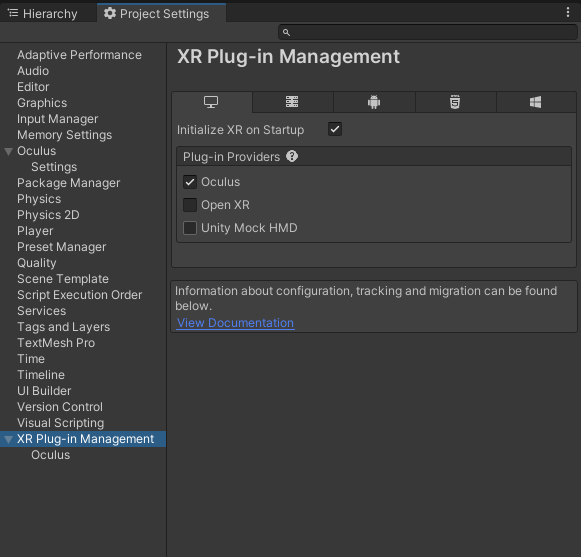 Hierarchy
Project Settings
Adaptive Performance
Audio
Editor
Graphics
Input Manager
Memory Settings
Oculus
Settings
Package Manager
Physics
Physics 2D
Player
Preset Manager
Quality
Scene Template
Script Execution Order
Services
Tags and Layers
TextMesh Pro
Time
Timeline
UI Builder
Version Control
Visual Scripting
XR Plug-in Management
Oculus
XR Plug-in Management
Initialize XR on Startup
Plug-in Providers
Oculus
Open XR
Unity Mock HMD
Information about configuration, tracking and migration can be found
below.
View Documentation